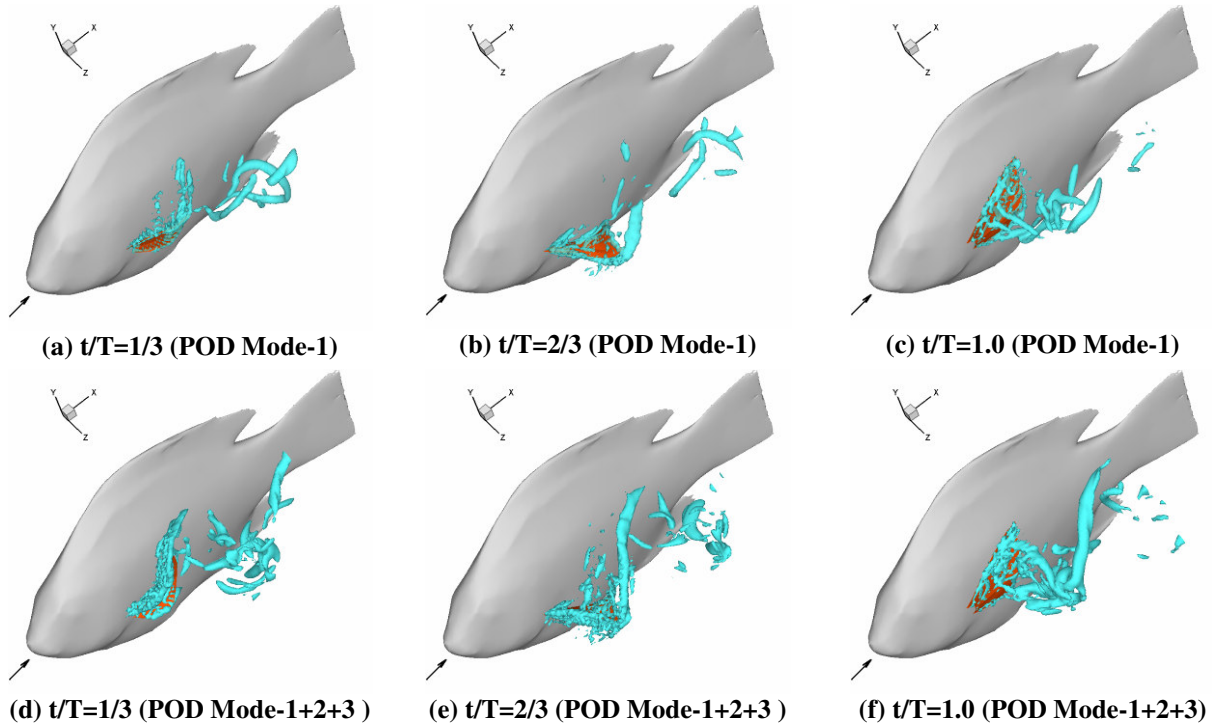 Y X Z
Y X Z
Y X Z
(a) t/T=1/3 (POD Mode-1)
(b) t/T=2/3 (POD Mode-1)
(c) t/T=1.0 (POD Mode-1)
Y X Z
Y X Z
Y X Z
(d) t/T=1/3 (POD Mode-1+2+3 )
(e) t/T=2/3 (POD Mode-1+2+3 )
(f) t/T=1.0 (POD Mode-1+2+3)